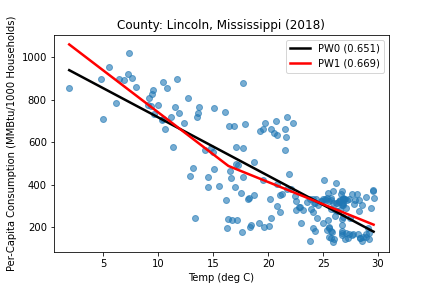 County: Lincoln, Mississippi (2018)
PW0 (0.651)
PW1 (0.669)
Per-Capita Consumption (MMBtu/1000 Households)
1000
800
600
400
200
5 10 15 20 25 30
Temp (deg C)